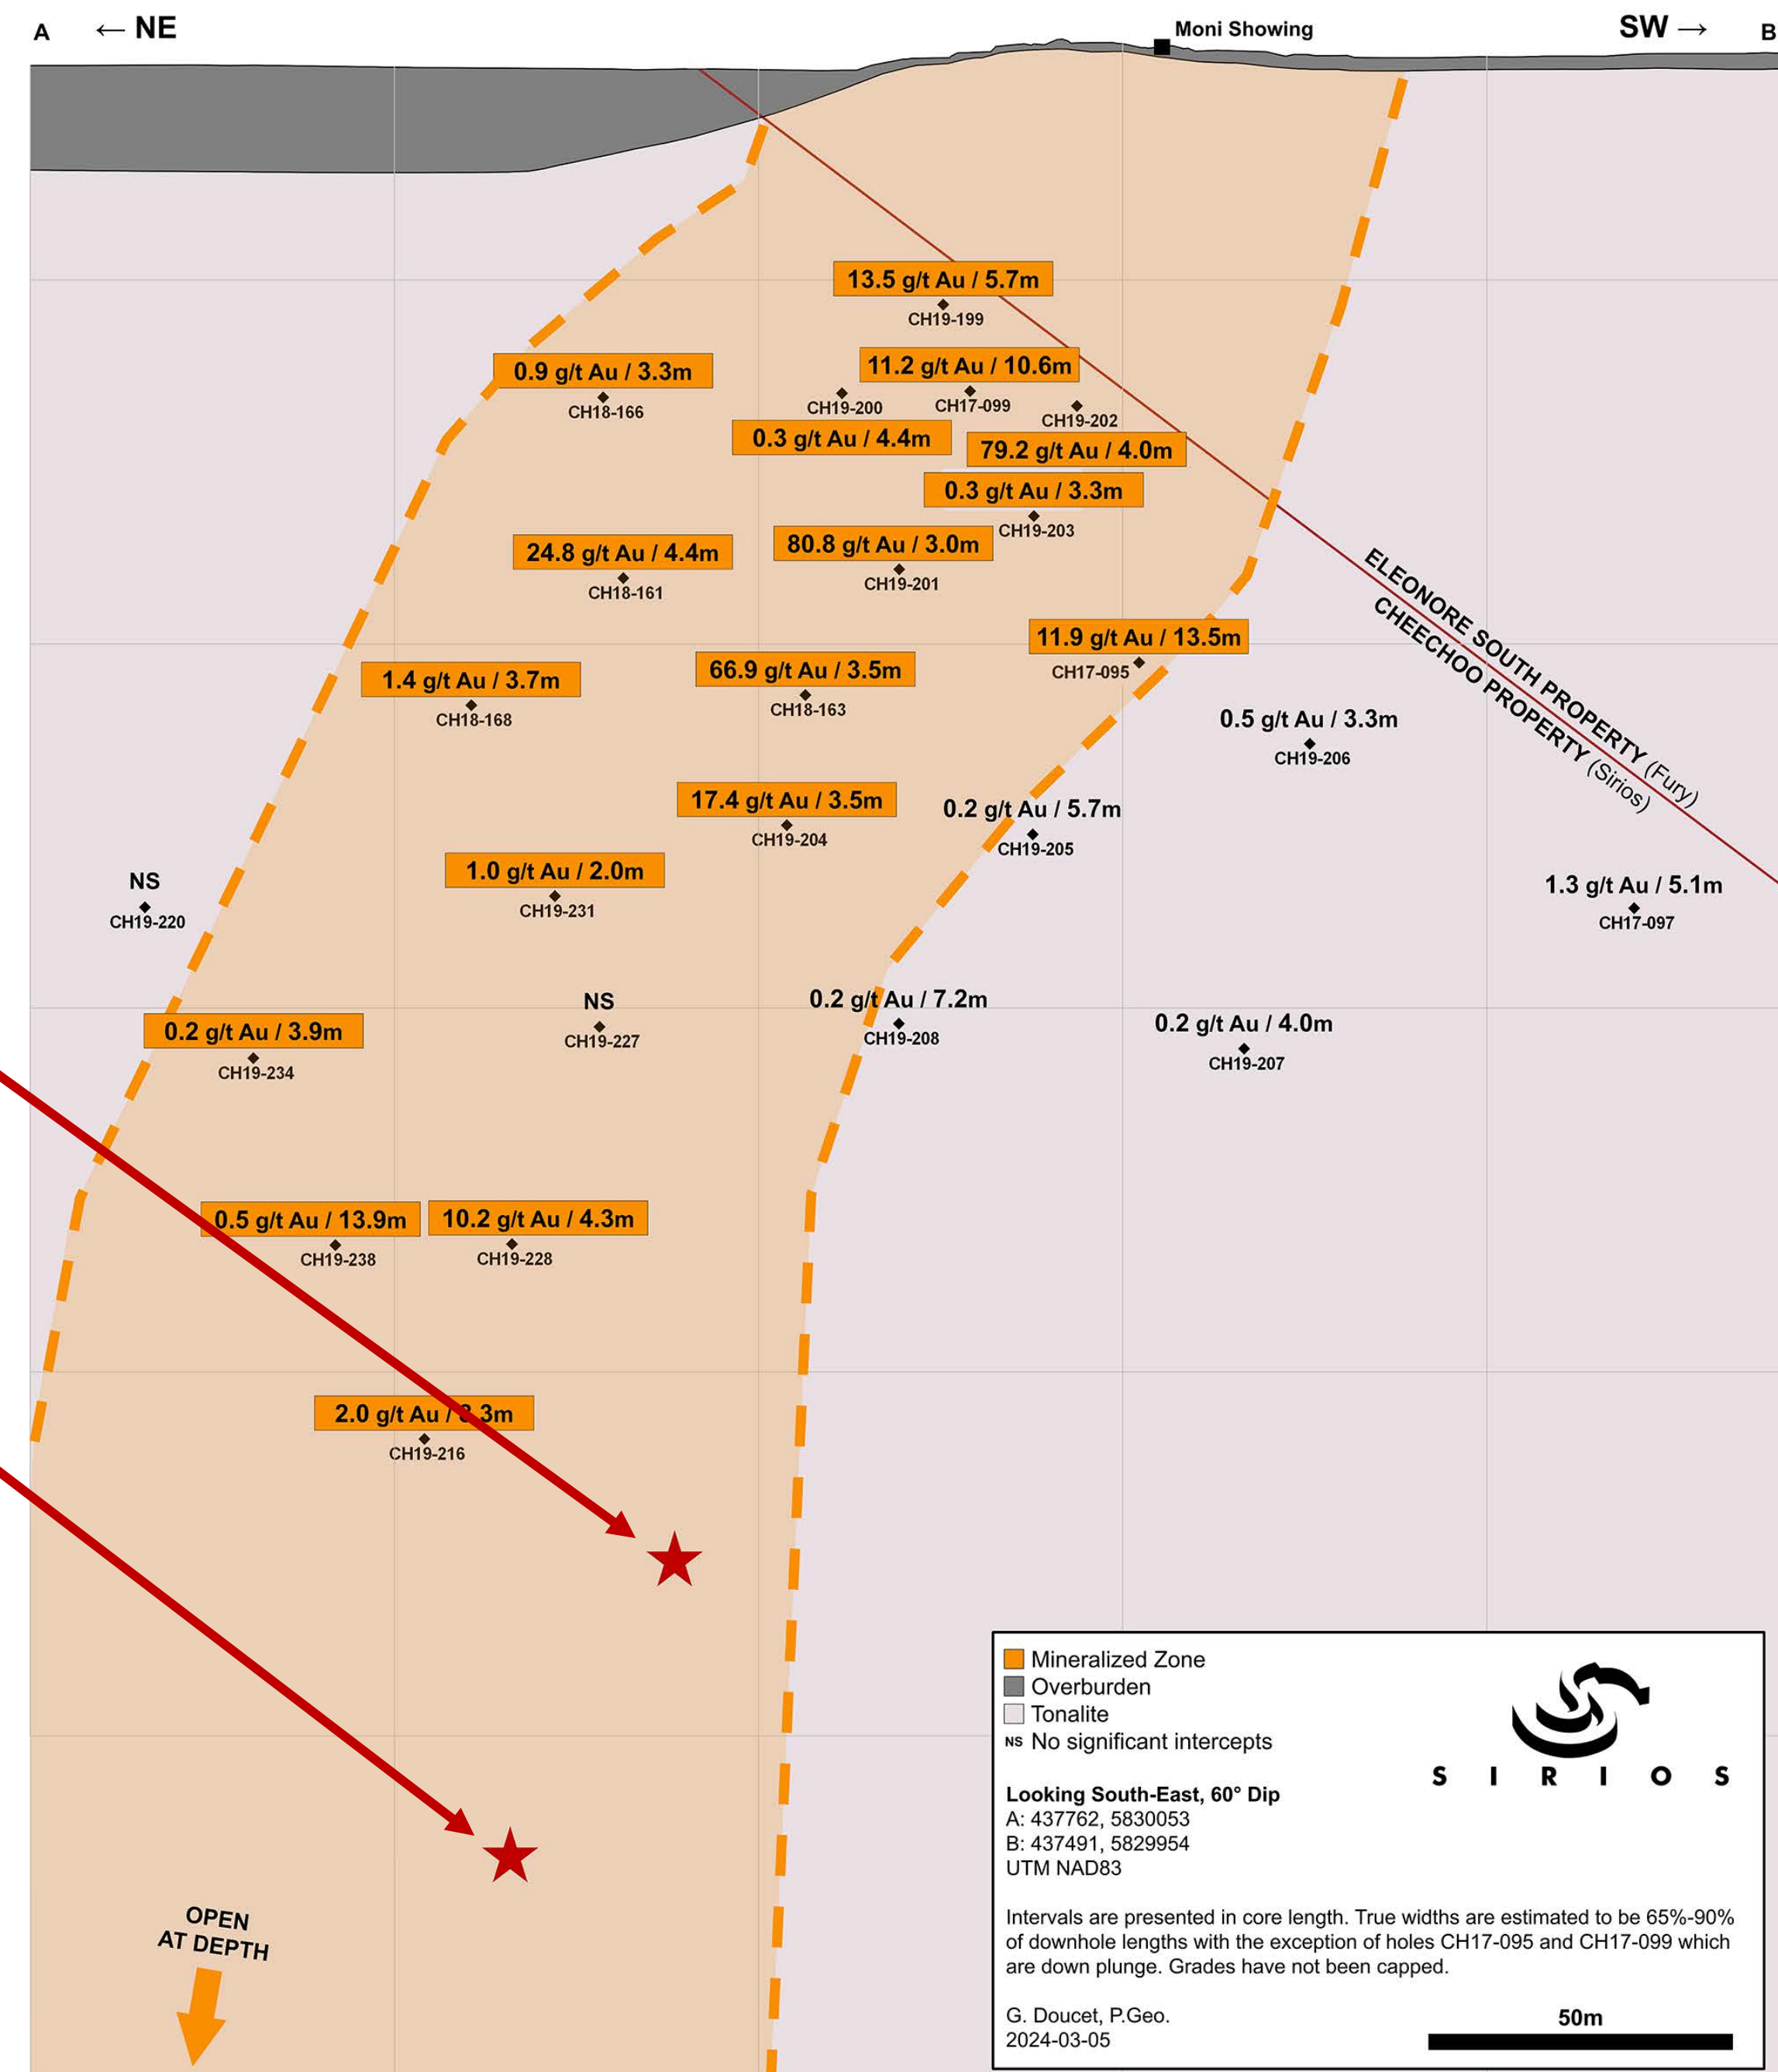 A ← NE
Moni Showing
SW → B
13.5 g/t Au / 5.7m
CH19-199
0.9 g/t Au / 3.3m
CH18-166
11.2 g/t Au / 10.6m
CH19-200
CH17-099
CH19-202
0.3 g/t Au / 4.4m
79.2 g/t Au / 4.0m
0.3 g/t Au / 3.3m
CH19-203
24.8 g/t Au / 4.4m
CH18-161
80.8 g/t Au / 3.0m
CH19-201
ELEONORE SOUTH PROPERTY (Fury)
CHEECHOO PROPERTY (Sirios)
11.9 g/t Au / 13.5m
CH17-095
1.4 g/t Au / 3.7m
CH18-168
66.9 g/t Au / 3.5m
CH18-163
0.5 g/t Au / 3.3m
CH19-206
17.4 g/t Au / 3.5m
CH19-204
0.2 g/t Au / 5.7m
CH19-205
1.0 g/t Au / 2.0m
CH19-231
NS
CH19-220
1.3 g/t Au / 5.1m
CH17-097
0.2 g/t Au / 3.9m
CH19-234
NS
CH19-227
0.2 g/t Au / 7.2m
CH19-208
0.2 g/t Au / 4.0m
CH19-207
0.5 g/t Au / 13.9m
CH19-238
10.2 g/t Au / 4.3m
CH19-228
2.0 g/t Au /
CH19-216
OPEN
AT DEPTH
Mineralized Zone
Overburden
Tonalite
NS No significant intercepts
SIRIOS
Looking South-East, 60° Dip
A: 437762, 5830053
B: 437491, 5829954
UTM NAD83
Intervals are presented in core length. True widths are estimated to be 65%-90%
of downhole lengths with the exception of holes CH17-095 and CH17-099 which
are down plunge. Grades have not been capped.
G. Doucet, P.Geo.
2024-03-05
50m